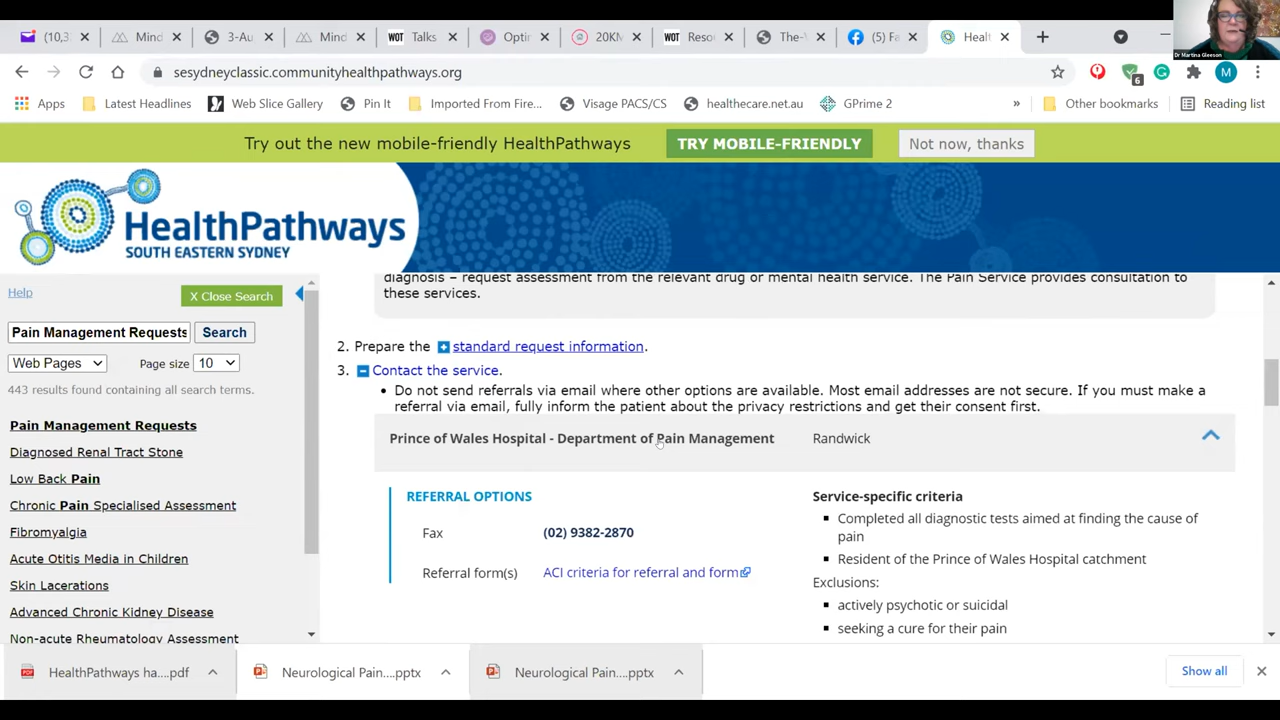 (10,3
Mind
3-Au
Mind
WOT Talks
Optir
20KM
WOT Reso
The-V
(5) Fa
Healt
Dr Martina Gleeson
sesydneyclassic.communityhealthpathways.org
6
M
Apps
Latest Headlines
Web Slice Gallery
Pin It
Imported From Fire...
Visage PACS/CS
healthecare.net.au
GPrime 2
»
Other bookmarks
Reading list
Try out the new mobile-friendly HealthPathways
TRY MOBILE-FRIENDLY
Not now, thanks
HealthPathways
SOUTH EASTERN SYDNEY
Help
X Close Search
Pain Management Requests
Search
Web Pages
Page size
10
443 results found containing all search terms.
Pain Management Requests
Diagnosed Renal Tract Stone
Low Back Pain
Chronic Pain Specialised Assessment
Fibromyalgia
Acute Otitis Media in Children
Skin Lacerations
Advanced Chronic Kidney Disease
Non-acute Rheumatology Assessment
diagnosis – request assessment from the relevant drug or mental health service. The Pain Service provides consultation to
these services.
2. Prepare the standard request information.
3. Contact the service.
• Do not send referrals via email where other options are available. Most email addresses are not secure. If you must make a
referral via email, fully inform the patient about the privacy restrictions and get their consent first.
Prince of Wales Hospital - Department of Pain Management
Randwick
REFERRAL OPTIONS
Fax
(02) 9382-2870
Referral form(s)
ACI criteria for referral and form
Service-specific criteria
Completed all diagnostic tests aimed at finding the cause of
pain
Resident of the Prince of Wales Hospital catchment
Exclusions:
actively psychotic or suicidal
seeking a cure for their pain
HealthPathways ha....pdf
Neurological Pain....pptx
Neurological Pain....pptx
Show all